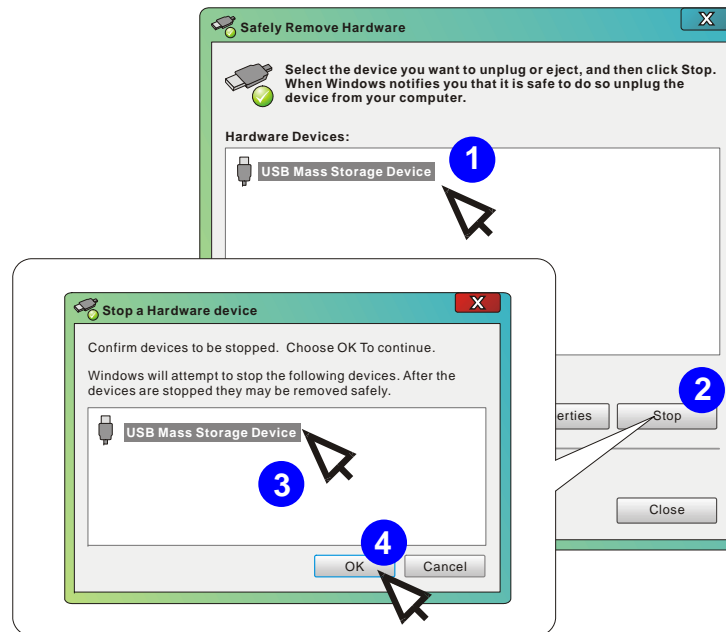 Safely Remove Hardware
X
Select the device you want to unplug or eject, and then click Stop.
When Windows notifies you that it is safe to do so unplug the
device from your computer.
Hardware Devices:
USB Mass Storage Device
1
erties
Stop
2
Close
Stop a Hardware device
X
Confirm devices to be stopped. Choose OK To continue.
Windows will attempt to stop the following devices. After the
devices are stopped they may be removed safely.
USB Mass Storage Device
3
4
OK
Cancel